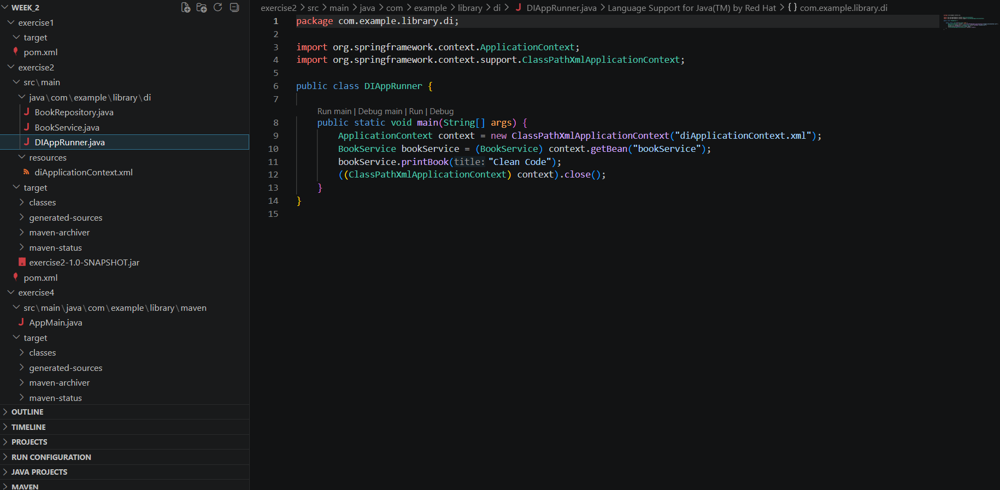 WEEK_2
exercise1
target
pom.xml
exercise2
src\main
java\com\example\library\di
BookRepository.java
BookService.java
DIAppRunner.java
resources
diApplicationContext.xml
target
classes
generated-sources
maven-archiver
maven-status
exercise2-1.0-SNAPSHOT.jar
pom.xml
exercise4
src\main\java\com\example\library\maven
AppMain.java
target
classes
generated-sources
maven-archiver
maven-status
OUTLINE
TIMELINE
PROJECTS
RUN CONFIGURATION
JAVA PROJECTS
MAVEN
exercise2 > src > main > java > com > example > library > di > DIAppRunner.java > Language Support for Java(TM) by Red Hat > {} com.example.library.di
1 package com.example.library.di;
2
3 import org.springframework.context.ApplicationContext;
4 import org.springframework.context.support.ClassPathXmlApplicationContext;
5
6 public class DIAppRunner {
7
Run main | Debug main | Run | Debug
8 public static void main(String[] args) {
9 ApplicationContext context = new ClassPathXmlApplicationContext("diApplicationContext.xml");
10 BookService bookService = (BookService) context.getBean("bookService");
11 bookService.printBook(title: "Clean Code");
12 ((ClassPathXmlApplicationContext) context).close();
13 }
14 }
15